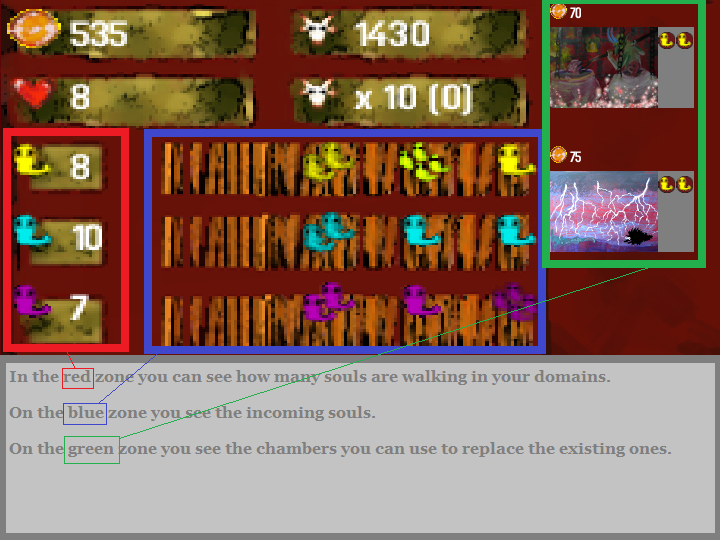 535 1430 70
8 x 10 (0)
8
10
75
7
In the red zone you can see how many souls are walking in your domains.
On the blue zone you see the incoming souls.
On the green zone you see the chambers you can use to replace the existing ones.